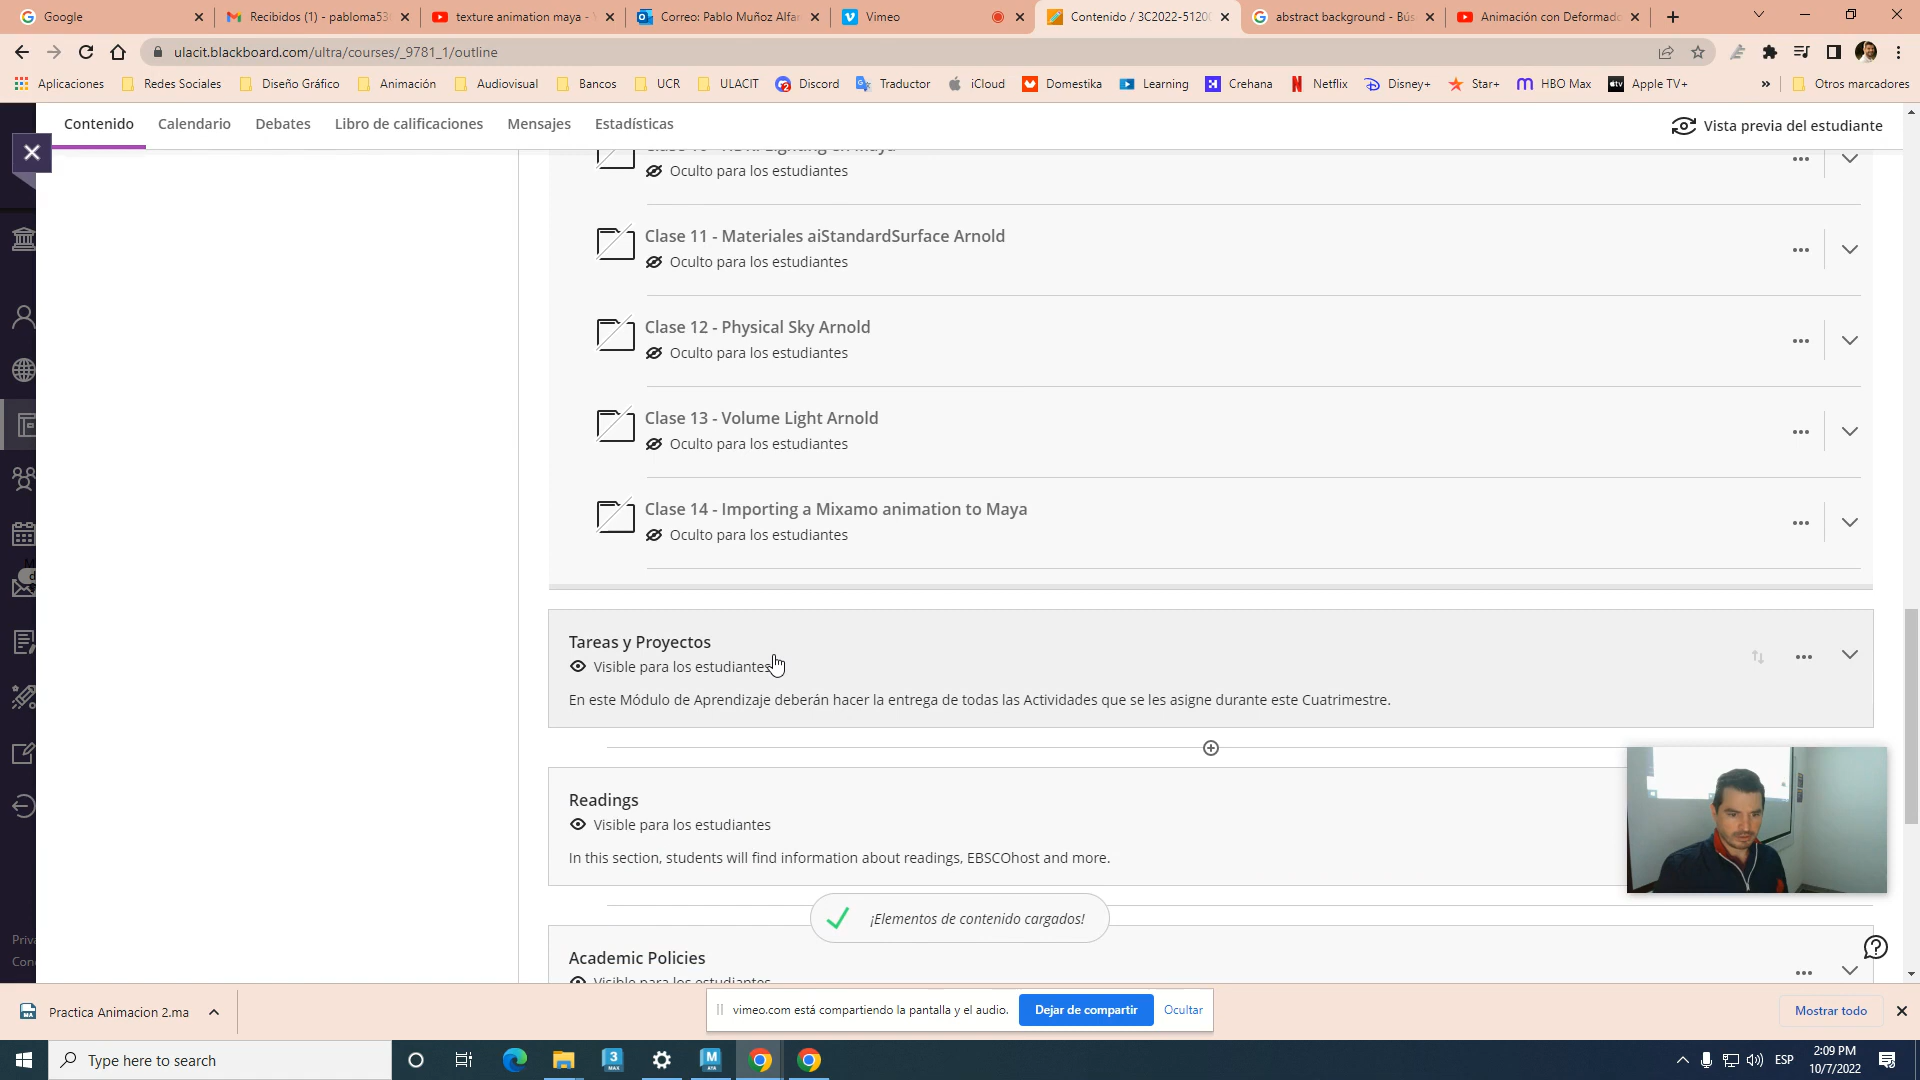 Google
Recibidos (1) - pabloma53
texture animation maya - Y
Correo: Pablo Muñoz Alfa
Vimeo
Contenido / 3C2022-5120
abstract background - Bús
Animación con Deformad
ulacit.blackboard.com/ultra/courses/_9781_1/outline
Aplicaciones
Redes Sociales
Diseño Gráfico
Animación
Audiovisual
Bancos
UCR
ULACIT
Discord
Traductor
iCloud
Domestika
Learning
Crehana
Netflix
Disney+
Star+
HBO Max
Apple TV+
»
Otros marcadores
Contenido
Calendario
Debates
Libro de calificaciones
Mensajes
Estadísticas
Vista previa del estudiante
Oculto para los estudiantes
Clase 11 - Materiales aiStandardSurface Arnold
Oculto para los estudiantes
Clase 12 - Physical Sky Arnold
Oculto para los estudiantes
Clase 13 - Volume Light Arnold
Oculto para los estudiantes
Clase 14 - Importing a Mixamo animation to Maya
Oculto para los estudiantes
Tareas y Proyectos
Visible para los estudiantes
En este Módulo de Aprendizaje deberán hacer la entrega de todas las Actividades que se les asigne durante este Cuatrimestre.
Readings
Visible para los estudiantes
In this section, students will find information about readings, EBSCOhost and more.
¡Elementos de contenido cargados!
Priva
Con
Academic Policies
Visible para los estudiantes
Practica Animacion 2.ma
vimeo.com está compartiendo la pantalla y el audio.
Dejar de compartir
Ocultar
Mostrar todo
Type here to search
ESP
2:09 PM
10/7/2022